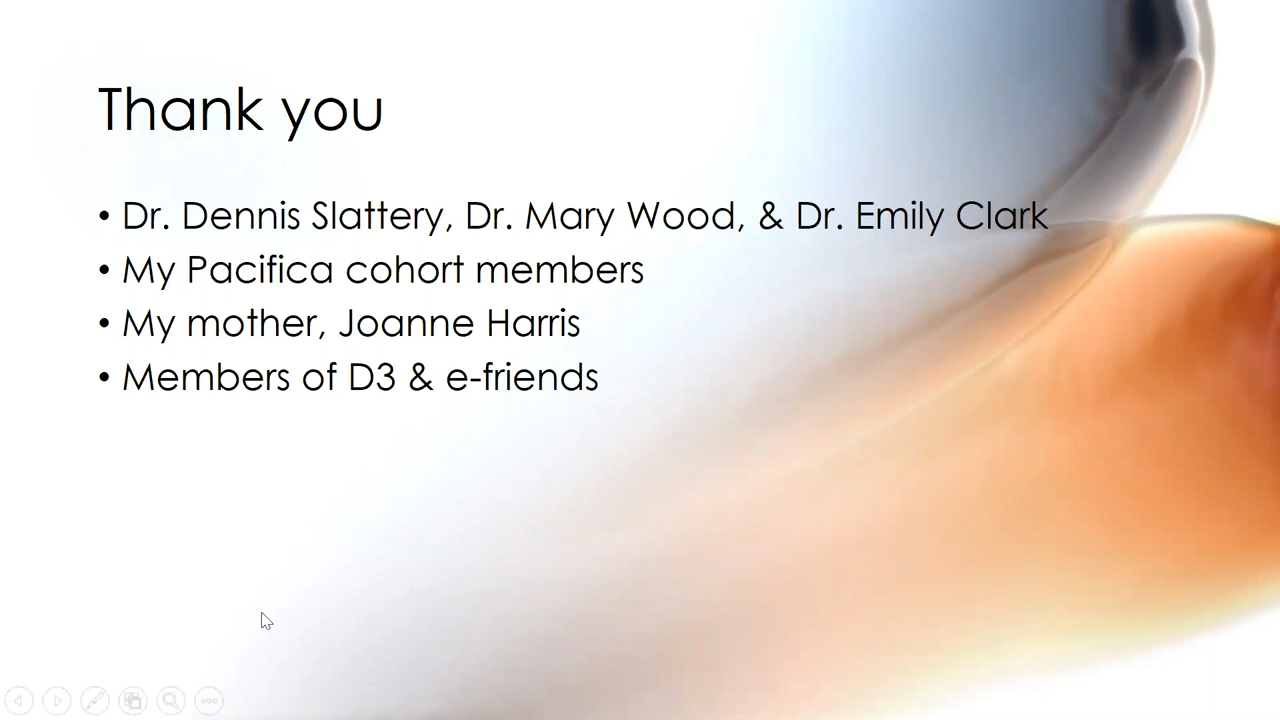 Thank you
• Dr. Dennis Slattery, Dr. Mary Wood, & Dr. Emily Clark
• My Pacifica cohort members
• My mother, Joanne Harris
• Members of D3 & e-friends